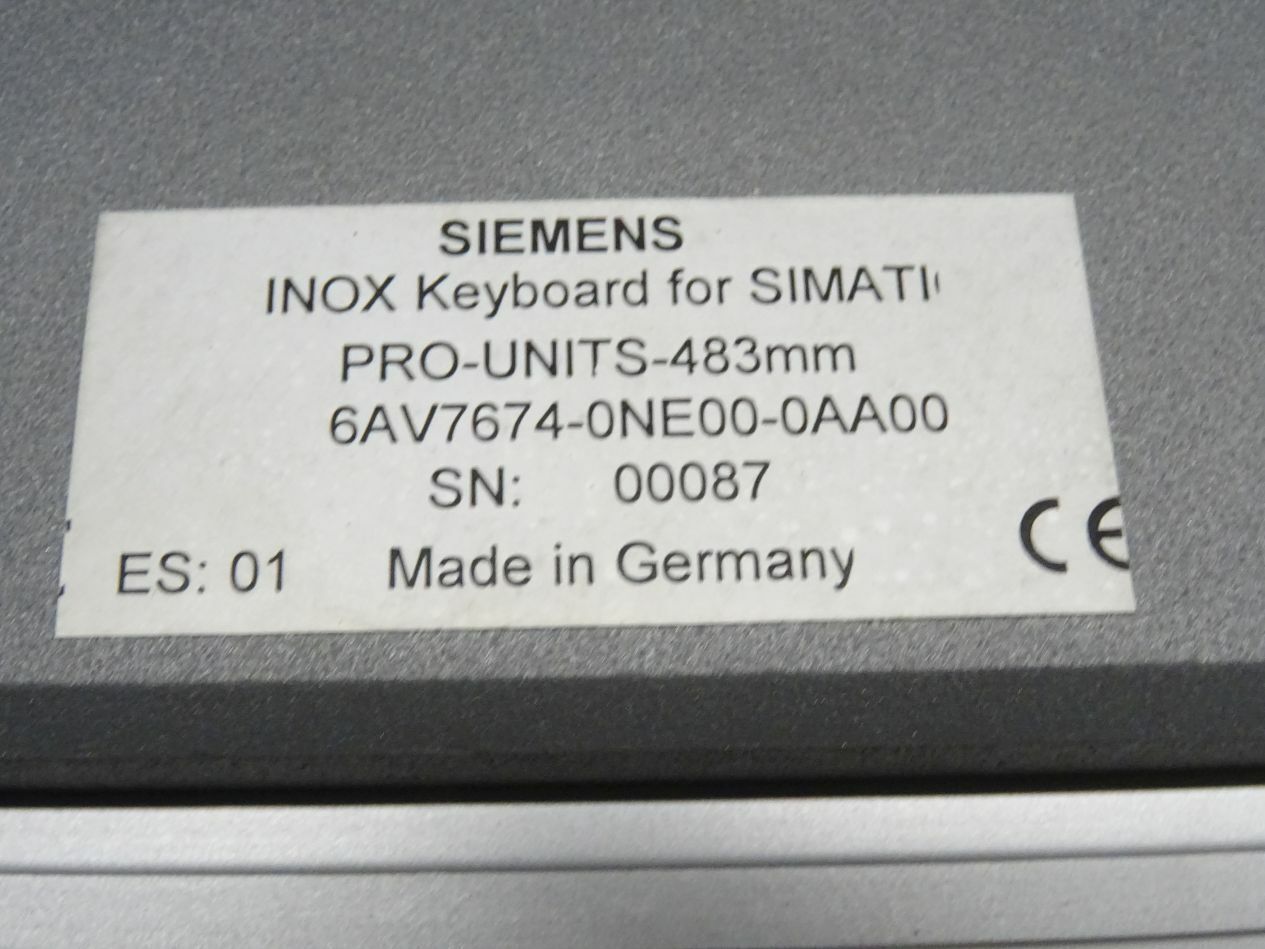 SIEMENS
INOX Keyboard for SIMATI
PRO-UNITS-483mm
6AV7674-0NE00-0AA00
SN: 00087
ES: 01 Made in Germany CE